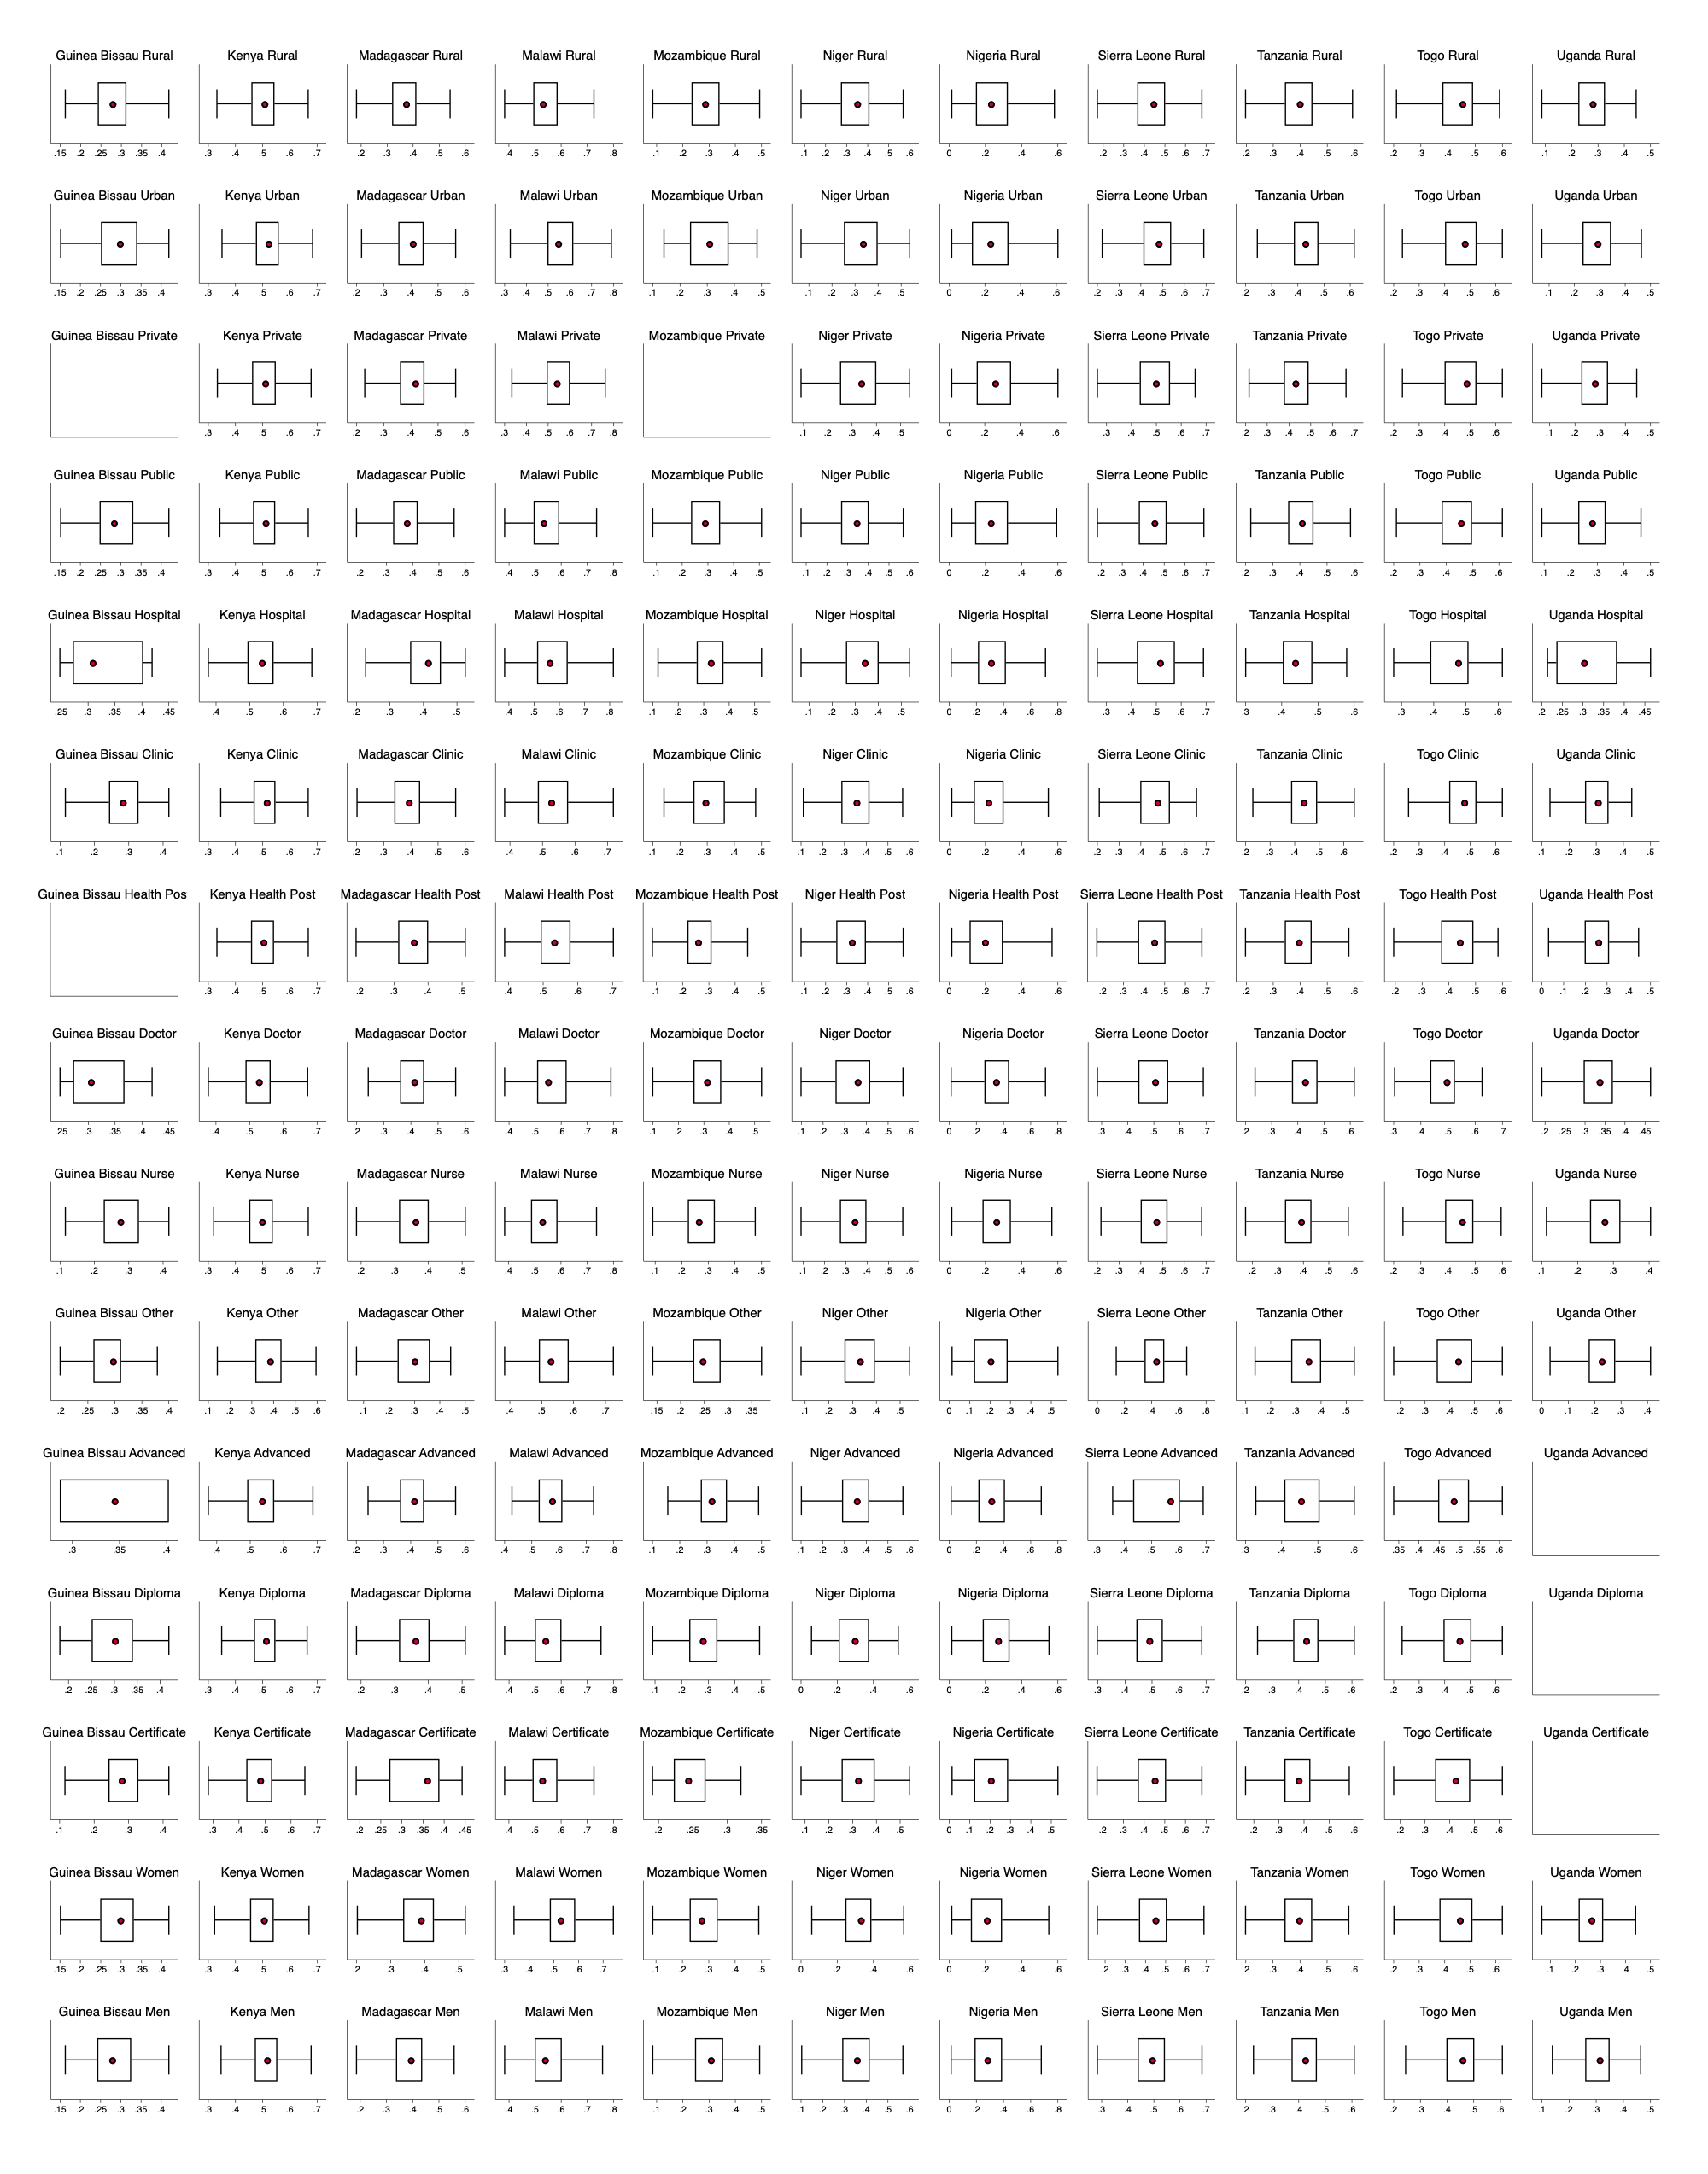 Guinea Bissau Rural Kenya Rural Madagascar Rural Malawi Rural Mozambique Rural Niger Rural Nigeria Rural Sierra Leone Rural Tanzania Rural Togo Rural Uganda Rural
.15 .2 .25 .3 .35 .4 .3 .4 .5 .6 .7 .2 .3 .4 .5 .6 .4 .5 .6 .7 .8 .1 .2 .3 .4 .5 .1 .2 .3 .4 .5 .6 0 .2 .4 .6 .2 .3 .4 .5 .6 .7 .2 .3 .4 .5 .6 .2 .3 .4 .5 .6 .1 .2 .3 .4 .5
Guinea Bissau Urban Kenya Urban Madagascar Urban Malawi Urban Mozambique Urban Niger Urban Nigeria Urban Sierra Leone Urban Tanzania Urban Togo Urban Uganda Urban
.15 .2 .25 .3 .35 .4 .3 .4 .5 .6 .7 .2 .3 .4 .5 .6 .3 .4 .5 .6 .7 .8 .1 .2 .3 .4 .5 .1 .2 .3 .4 .5 0 .2 .4 .6 .2 .3 .4 .5 .6 .7 .2 .3 .4 .5 .6 .2 .3 .4 .5 .6 .1 .2 .3 .4 .5
Guinea Bissau Private Kenya Private Madagascar Private Malawi Private Mozambique Private Niger Private Nigeria Private Sierra Leone Private Tanzania Private Togo Private Uganda Private
.3 .4 .5 .6 .7 .2 .3 .4 .5 .6 .3 .4 .5 .6 .7 .8 .1 .2 .3 .4 .5 0 .2 .4 .6 .3 .4 .5 .6 .7 .2 .3 .4 .5 .6 .7 .2 .3 .4 .5 .6 .1 .2 .3 .4 .5
Guinea Bissau Public Kenya Public Madagascar Public Malawi Public Mozambique Public Niger Public Nigeria Public Sierra Leone Public Tanzania Public Togo Public Uganda Public
.15 .2 .25 .3 .35 .4 .3 .4 .5 .6 .7 .2 .3 .4 .5 .6 .4 .5 .6 .7 .8 .1 .2 .3 .4 .5 .1 .2 .3 .4 .5 .6 0 .2 .4 .6 .2 .3 .4 .5 .6 .7 .2 .3 .4 .5 .6 .2 .3 .4 .5 .6 .1 .2 .3 .4 .5
Guinea Bissau Hospital Kenya Hospital Madagascar Hospital Malawi Hospital Mozambique Hospital Niger Hospital Nigeria Hospital Sierra Leone Hospital Tanzania Hospital Togo Hospital Uganda Hospital
.25 .3 .35 .4 .45 .4 .5 .6 .7 .2 .3 .4 .5 .4 .5 .6 .7 .8 .1 .2 .3 .4 .5 .1 .2 .3 .4 .5 0 .2 .4 .6 .8 .3 .4 .5 .6 .7 .3 .4 .5 .6 .3 .4 .5 .6 .2 .25 .3 .35 .4 .45
Guinea Bissau Clinic Kenya Clinic Madagascar Clinic Malawi Clinic Mozambique Clinic Niger Clinic Nigeria Clinic Sierra Leone Clinic Tanzania Clinic Togo Clinic Uganda Clinic
.1 .2 .3 .4 .3 .4 .5 .6 .7 .2 .3 .4 .5 .6 .4 .5 .6 .7 .1 .2 .3 .4 .5 .1 .2 .3 .4 .5 .6 0 .2 .4 .6 .2 .3 .4 .5 .6 .7 .2 .3 .4 .5 .6 .2 .3 .4 .5 .6 .1 .2 .3 .4 .5
Guinea Bissau Health Pos Kenya Health Post Madagascar Health Post Malawi Health Post Mozambique Health Post Niger Health Post Nigeria Health Post Sierra Leone Health Post Tanzania Health Post Togo Health Post Uganda Health Post
.3 .4 .5 .6 .7 .2 .3 .4 .5 .4 .5 .6 .7 .1 .2 .3 .4 .5 .1 .2 .3 .4 .5 .6 0 .2 .4 .6 .2 .3 .4 .5 .6 .7 .2 .3 .4 .5 .6 .2 .3 .4 .5 .6 0 .1 .2 .3 .4 .5
Guinea Bissau Doctor Kenya Doctor Madagascar Doctor Malawi Doctor Mozambique Doctor Niger Doctor Nigeria Doctor Sierra Leone Doctor Tanzania Doctor Togo Doctor Uganda Doctor
.25 .3 .35 .4 .45 .4 .5 .6 .7 .2 .3 .4 .5 .6 .4 .5 .6 .7 .8 .1 .2 .3 .4 .5 .1 .2 .3 .4 .5 .6 0 .2 .4 .6 .8 .3 .4 .5 .6 .7 .2 .3 .4 .5 .6 .3 .4 .5 .6 .7 .2 .25 .3 .35 .4 .45
Guinea Bissau Nurse Kenya Nurse Madagascar Nurse Malawi Nurse Mozambique Nurse Niger Nurse Nigeria Nurse Sierra Leone Nurse Tanzania Nurse Togo Nurse Uganda Nurse
.1 .2 .3 .4 .3 .4 .5 .6 .7 .2 .3 .4 .5 .4 .5 .6 .7 .8 .1 .2 .3 .4 .5 .1 .2 .3 .4 .5 .6 0 .2 .4 .6 .2 .3 .4 .5 .6 .7 .2 .3 .4 .5 .6 .2 .3 .4 .5 .6 .1 .2 .3 .4
Guinea Bissau Other Kenya Other Madagascar Other Malawi Other Mozambique Other Niger Other Nigeria Other Sierra Leone Other Tanzania Other Togo Other Uganda Other
.2 .25 .3 .35 .4 .1 .2 .3 .4 .5 .6 .1 .2 .3 .4 .5 .4 .5 .6 .7 .15 .2 .25 .3 .35 .1 .2 .3 .4 .5 0 .1 .2 .3 .4 .5 0 .2 .4 .6 .8 .1 .2 .3 .4 .5 .2 .3 .4 .5 .6 0 .1 .2 .3 .4
Guinea Bissau Advanced Kenya Advanced Madagascar Advanced Malawi Advanced Mozambique Advanced Niger Advanced Nigeria Advanced Sierra Leone Advanced Tanzania Advanced Togo Advanced Uganda Advanced
.3 .35 .4 .4 .5 .6 .7 .2 .3 .4 .5 .6 .4 .5 .6 .7 .8 .1 .2 .3 .4 .5 .1 .2 .3 .4 .5 .6 0 .2 .4 .6 .8 .3 .4 .5 .6 .7 .3 .4 .5 .6 .35 .4 .45 .5 .55 .6
Guinea Bissau Diploma Kenya Diploma Madagascar Diploma Malawi Diploma Mozambique Diploma Niger Diploma Nigeria Diploma Sierra Leone Diploma Tanzania Diploma Togo Diploma Uganda Diploma
.2 .25 .3 .35 .4 .3 .4 .5 .6 .7 .2 .3 .4 .5 .4 .5 .6 .7 .8 .1 .2 .3 .4 .5 0 .2 .4 .6 0 .2 .4 .6 .3 .4 .5 .6 .7 .2 .3 .4 .5 .6 .2 .3 .4 .5 .6
Guinea Bissau Certificate Kenya Certificate Madagascar Certificate Malawi Certificate Mozambique Certificate Niger Certificate Nigeria Certificate Sierra Leone Certificate Tanzania Certificate Togo Certificate Uganda Certificate
.1 .2 .3 .4 .3 .4 .5 .6 .7 .2 .25 .3 .35 .4 .45 .4 .5 .6 .7 .8 .2 .25 .2 .35 .1 .2 .3 .4 .5 0 .1 .2 .3 .4 .5 .2 .3 .4 .5 .6 .7 .2 .3 .4 .5 .6 .2 .3 .4 .5 .6
Guinea Bissau Women Kenya Women Madagascar Women Malawi Women Mozambique Women Niger Women Nigeria Women Sierra Leone Women Tanzania Women Togo Women Uganda Women
.15 .2 .25 .3 .35 .4 .3 .4 .5 .6 .7 .2 .3 .4 .5 .3 .4 .5 .6 .7 .8 .1 .2 .3 .4 .5 0 .2 .4 .6 0 .2 .4 .6 .2 .3 .4 .5 .6 .7 .2 .3 .4 .5 .6 .2 .3 .4 .5 .6 .1 .2 .3 .4 .5
Guinea Bissau Men Kenya Men Madagascar Men Malawi Men Mozambique Men Niger Men Nigeria Men Sierra Leone Men Tanzania Men Togo Men Uganda Men
.15 .2 .25 .3 .35 .4 .3 .4 .5 .6 .7 .2 .3 .4 .5 .6 .4 .5 .6 .7 .8 .1 .2 .3 .4 .5 .1 .2 .3 .4 .5 .6 0 .2 .4 .6 .8 .3 .4 .5 .6 .7 .2 .3 .4 .5 .6 .2 .3 .4 .5 .6 .1 .2 .3 .4 .5